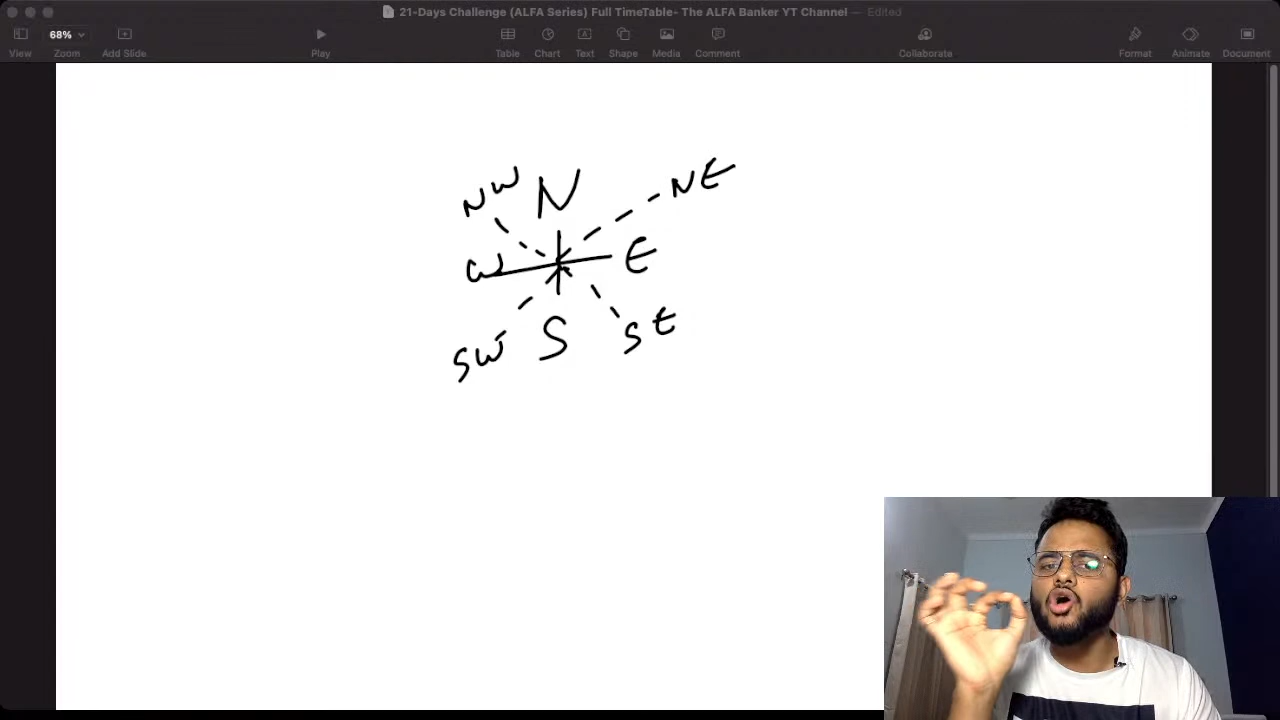 21-Days Challenge (ALFA Series) Full TimeTable- The ALFA Banker YT Channel — Edited
68%
View Zoom Add Slide Play Table Chart Text Shape Media Comment Collaborate Format Animate Document
NW N NE
W E
SW S SE